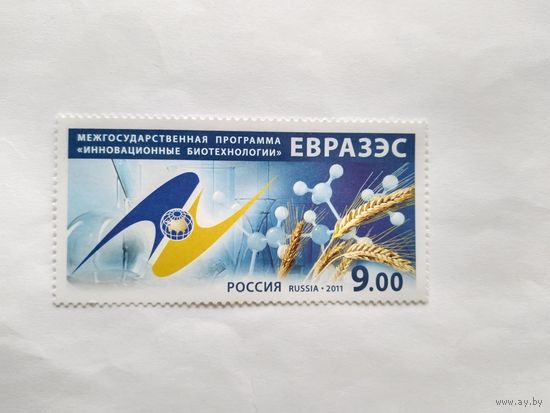 МЕЖГОСУДАРСТВЕННАЯ ПРОГРАММА
«ИННОВАЦИОННЫЕ БИОТЕХНОЛОГИИ» ЕВРАЗЭС
РОССИЯ RUSSIA • 2011 9.00
www.ay.by